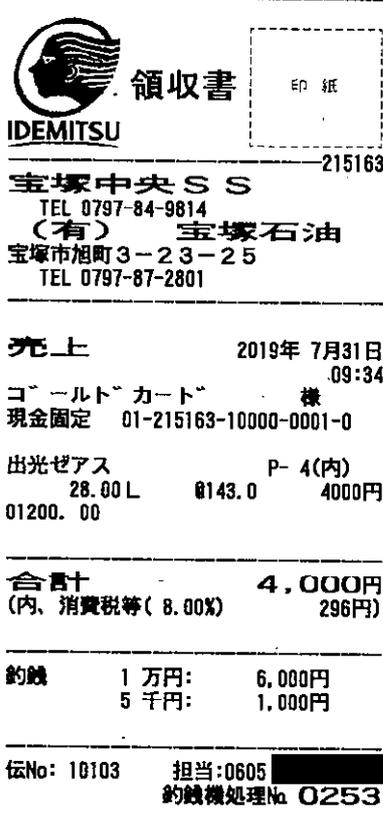 領収書
印 紙
IDEMITSU
215163
宝塚中央SS
TEL 0797-84-9814
(有) 宝塚石油
宝塚市旭町3-23-25
TEL 0797-87-2801
売上 2019年 7月31日
09:34
ゴールドカード 様
現金固定 01-215163-10000-0001-0
出光ゼアス P- 4(内)
28.00L @143.0 4000円
01200. 00
合計 4,000円
(内、消費税等( 8.00%) 296円)
釣銭 1 万円: 6,000円
5 千円: 1,000円
伝No: 10103 担当:0605
釣銭機処理No 0253